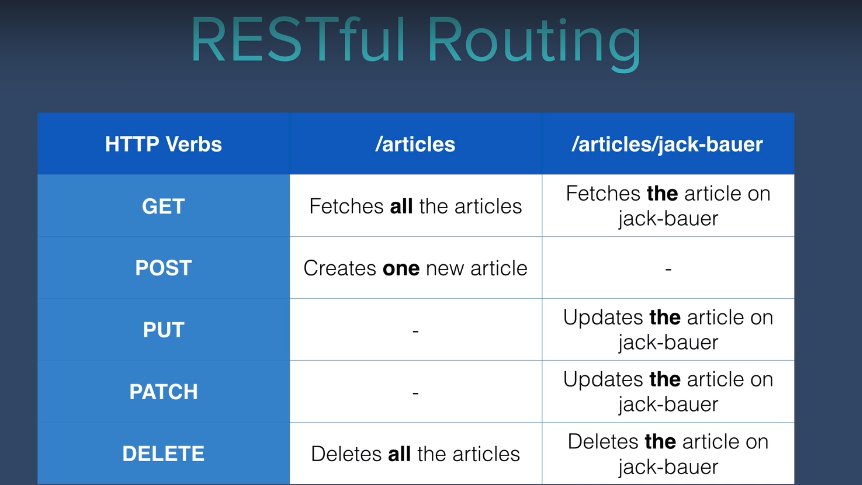 RESTful Routing
HTTP Verbs
/articles
/articles/jack-bauer
GET
Fetches all the articles
Fetches the article on
jack-bauer
POST
Creates one new article
-
PUT
-
Updates the article on
jack-bauer
PATCH
-
Updates the article on
jack-bauer
DELETE
Deletes all the articles
Deletes the article on
jack-bauer